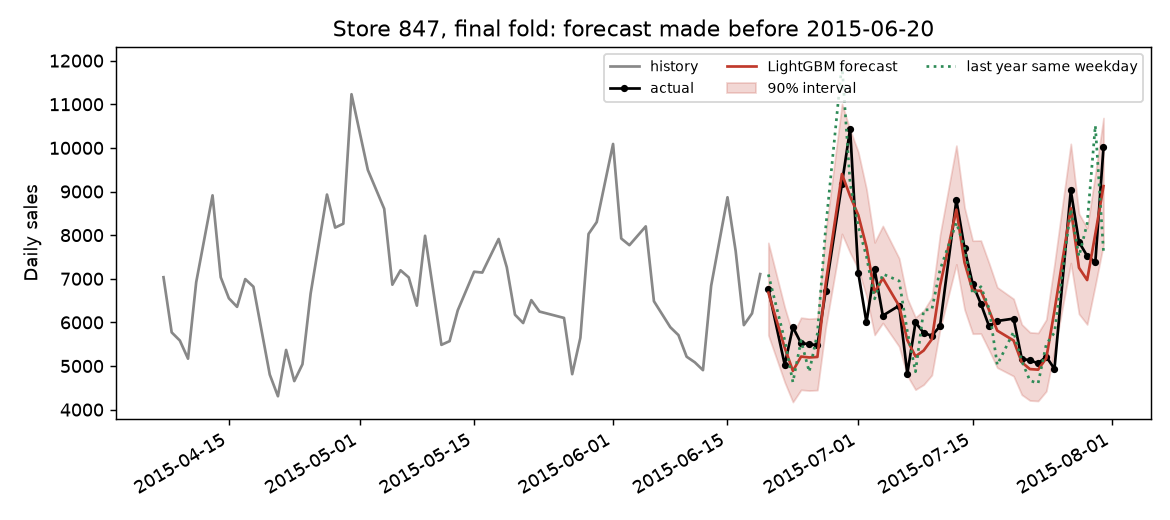 Store 847, final fold: forecast made before 2015-06-20
history
LightGBM forecast
last year same weekday
actual
90% interval
Daily sales
12000
11000
10000
9000
8000
7000
6000
5000
4000
2015-04-15
2015-05-01
2015-05-15
2015-06-01
2015-06-15
2015-07-01
2015-07-15
2015-08-01